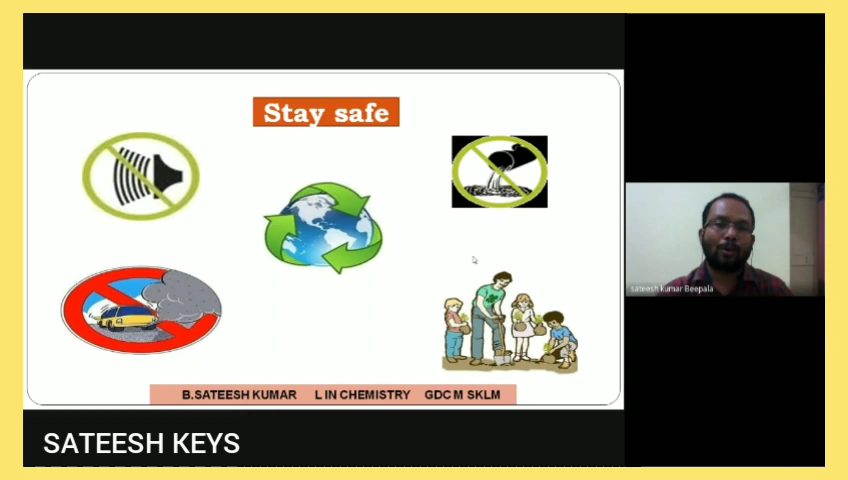 Stay safe
sateesh kumar Beepala
B.SATEESH KUMAR L IN CHEMISTRY GDC M SKLM
SATEESH KEYS